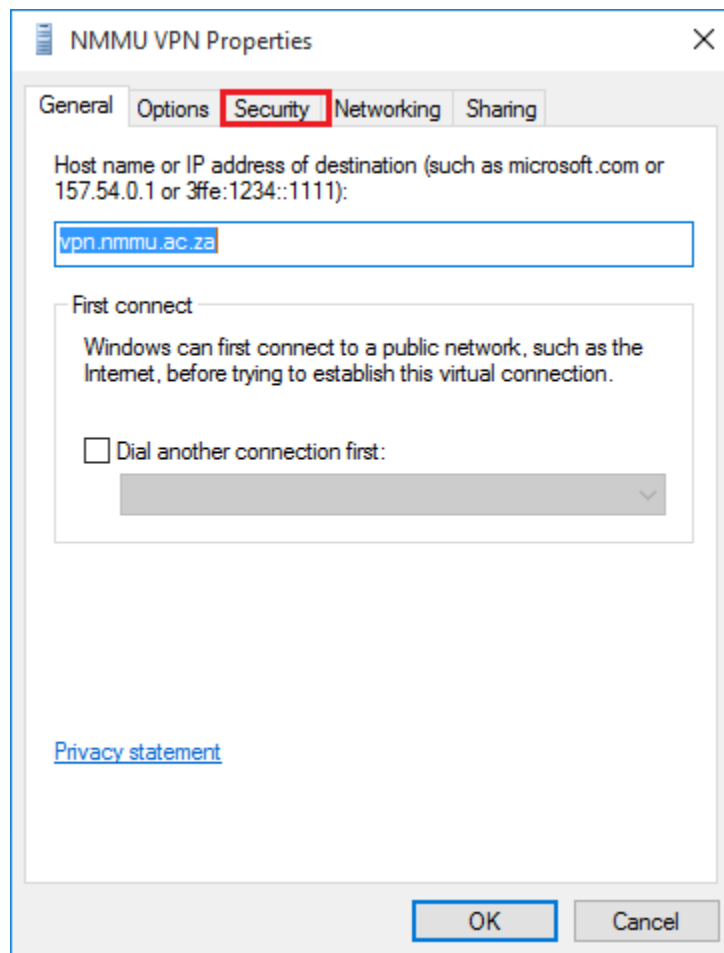 NMMU VPN Properties
General Options Security Networking Sharing
Host name or IP address of destination (such as microsoft.com or
157.54.0.1 or 3ffe:1234::1111):
vpn.nmmu.ac.za
First connect
Windows can first connect to a public network, such as the
Internet, before trying to establish this virtual connection.
Dial another connection first:
Privacy statement
OK Cancel